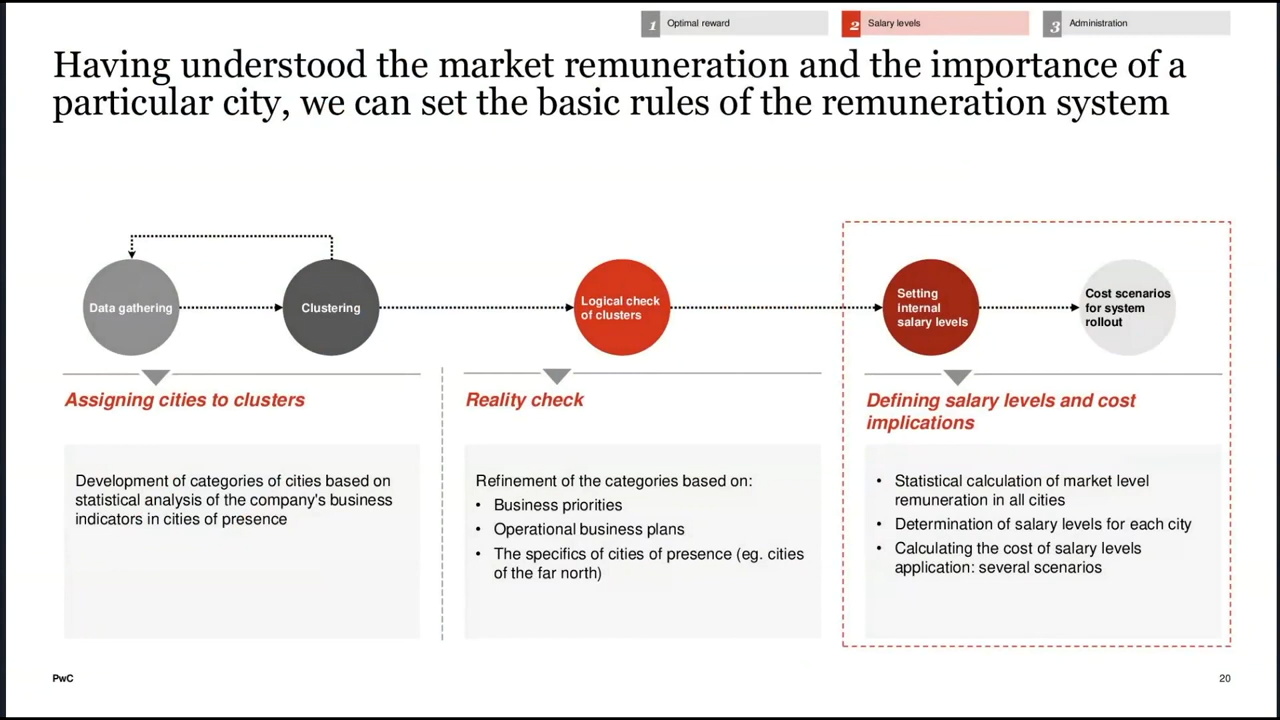 1 Optimal reward
2 Salary levels
3 Administration
Having understood the market remuneration and the importance of a
particular city, we can set the basic rules of the remuneration system
Data gathering
Clustering
Logical check
of clusters
Setting
internal
salary levels
Cost scenarios
for system
rollout
Assigning cities to clusters
Development of categories of cities based on
statistical analysis of the company's business
indicators in cities of presence
Reality check
Refinement of the categories based on:
• Business priorities
• Operational business plans
• The specifics of cities of presence (eg. cities
of the far north)
Defining salary levels and cost
implications
• Statistical calculation of market level
remuneration in all cities
• Determination of salary levels for each city
• Calculating the cost of salary levels
application: several scenarios
PwC
20